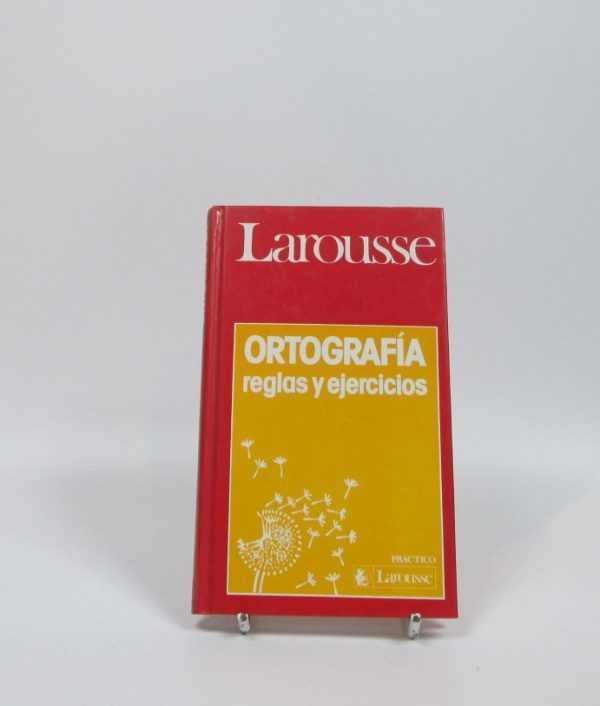 Larousse
ORTOGRAFÍA
reglas y ejercicios
PRÁCTICO
Larousse